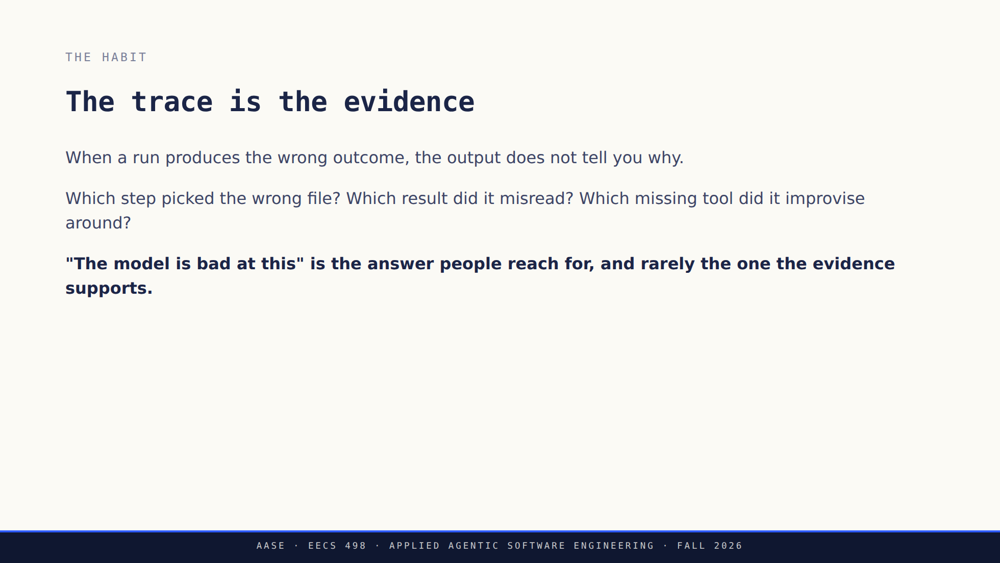 THE HABIT
The trace is the evidence
When a run produces the wrong outcome, the output does not tell you why.
Which step picked the wrong file? Which result did it misread? Which missing tool did it improvise
around?
"The model is bad at this" is the answer people reach for, and rarely the one the evidence
supports.
AASE · EECS 498 · APPLIED AGENTIC SOFTWARE ENGINEERING · FALL 2026